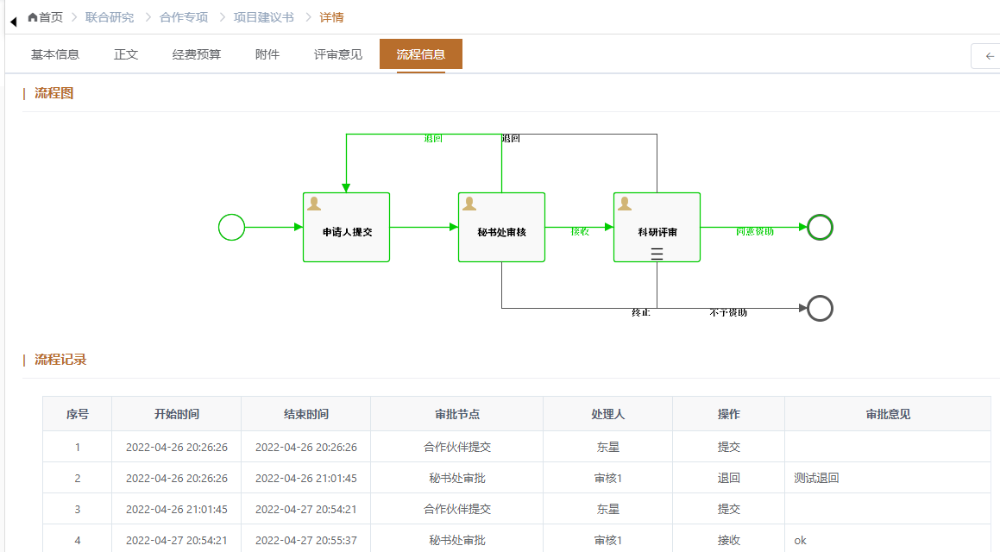 首页 联合研究 合作专项 项目建议书 详情
基本信息 正文 经费预算 附件 评审意见 流程信息
流程图
退回 退回
申请人提交 秘书处审核 接收 科研评审 同意资助
终止 不予资助
流程记录
序号 开始时间 结束时间 审批节点 处理人 操作 审批意见
1 2022-04-26 20:26:26 2022-04-26 20:26:26 合作伙伴提交 东星 提交
2 2022-04-26 20:26:26 2022-04-26 21:01:45 秘书处审批 审核1 退回 测试退回
3 2022-04-26 21:01:45 2022-04-27 20:54:21 合作伙伴提交 东星 提交
4 2022-04-27 20:54:21 2022-04-27 20:55:37 秘书处审批 审核1 接收 ok